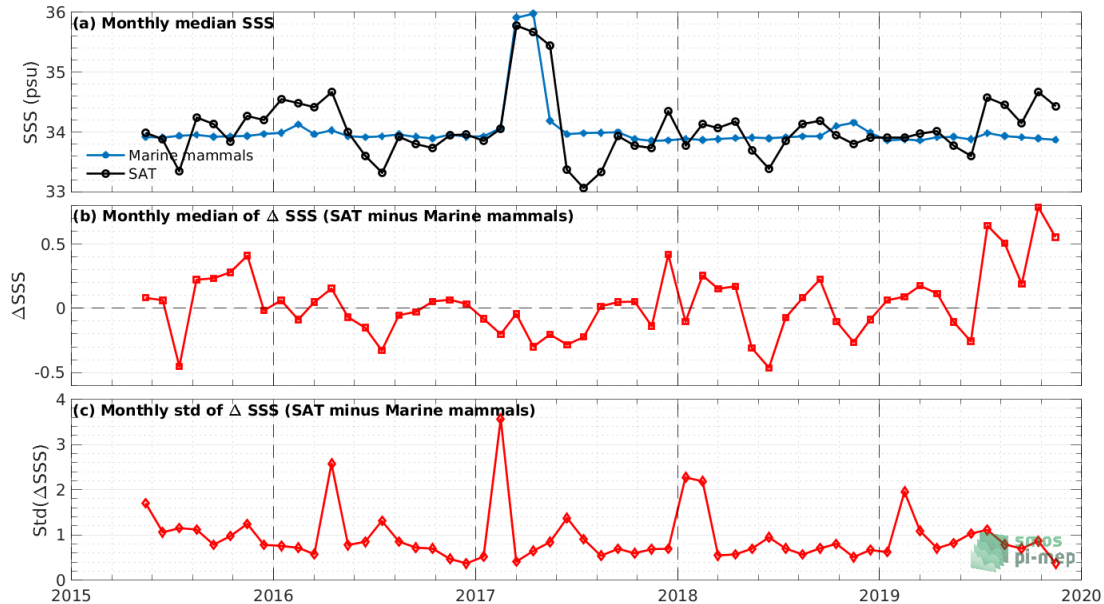 (a) Monthly median SSS
36
35
34
33
SSS (psu)
Marine mammals
SAT
(b) Monthly median of Δ SSS (SAT minus Marine mammals)
0.5
0
-0.5
ΔSSS
(c) Monthly std of Δ SSS (SAT minus Marine mammals)
4
3
2
1
0
Std(ΔSSS)
smos
pi-mep
2015 2016 2017 2018 2019 2020